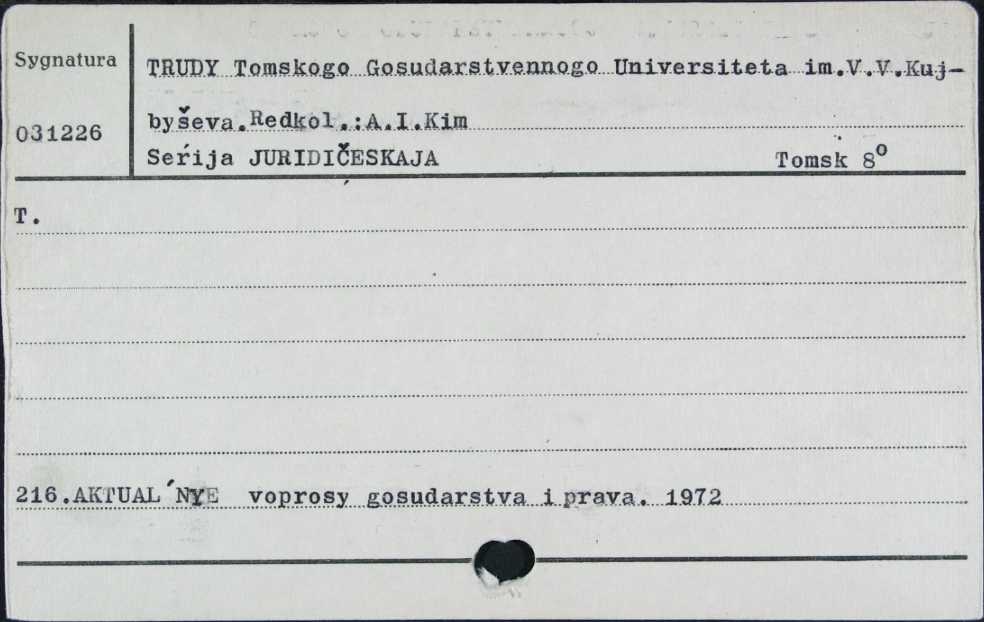 Sygnatura
TRUDY Tomskogo Gosudarstvennogo Universiteta im.V.V.Kuj-
031226
byševa.Redkol.:A.I.Kim
Serija JURIDIČESKAJA Tomsk 8°
T.
216.AKTUAL´NYE voprosy gosudarstva i prava. 1972